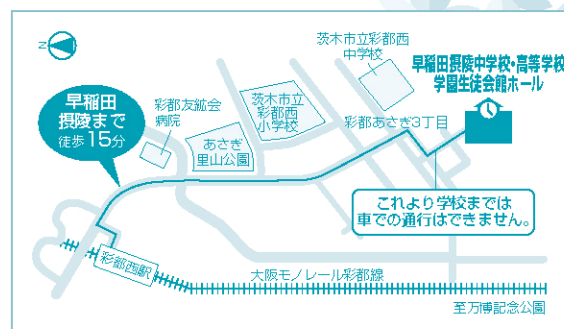 N
茨木市立彩都西
中学校
早稲田摂陵中学校・高等学校
学園生徒会館ホール
早稲田
摂陵まで
徒歩15分
彩都友鉱会
病院
茨木市立
彩都西
小学校
あさぎ
里山公園
彩都あさぎ3丁目
これより学校までは
車での通行はできません。
彩都西駅
大阪モノレール彩都線
至万博記念公園